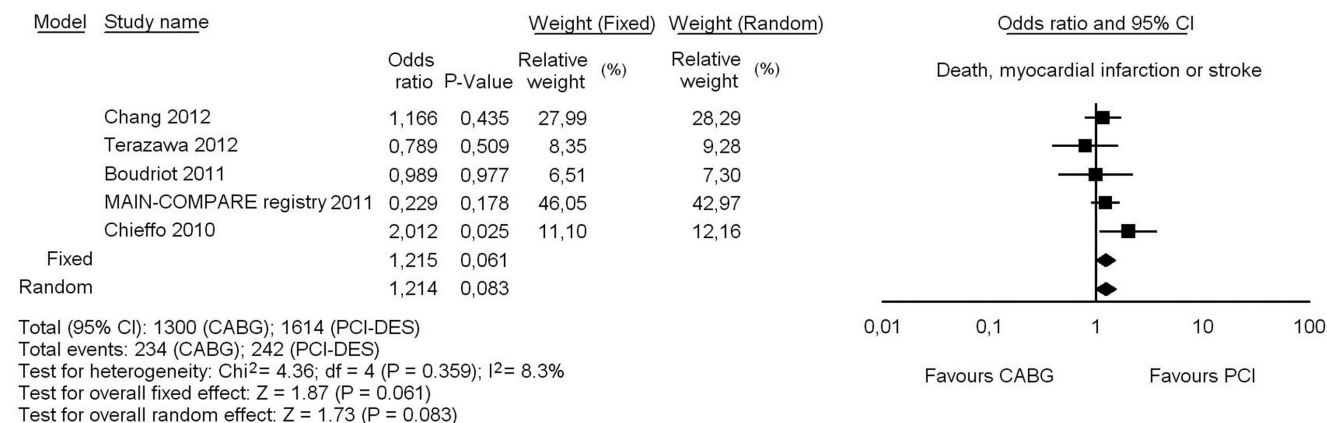 Model Study name Weight (Fixed) Weight (Random) Odds ratio and 95% CI
Odds ratio P-Value Relative weight (%) Relative weight (%) Death, myocardial infarction or stroke
Chang 2012 1,166 0,435 27,99 28,29
Terazawa 2012 0,789 0,509 8,35 9,28
Boudriot 2011 0,989 0,977 6,51 7,30
MAIN-COMPARE registry 2011 0,229 0,178 46,05 42,97
Chieffo 2010 2,012 0,025 11,10 12,16
Fixed 1,215 0,061
Random 1,214 0,083
0,01 0,1 1 10 100
Favours CABG Favours PCI
Total (95% CI): 1300 (CABG); 1614 (PCI-DES)
Total events: 234 (CABG); 242 (PCI-DES)
Test for heterogeneity: Chi²= 4.36; df = 4 (P = 0.359); I²= 8.3%
Test for overall fixed effect: Z = 1.87 (P = 0.061)
Test for overall random effect: Z = 1.73 (P = 0.083)